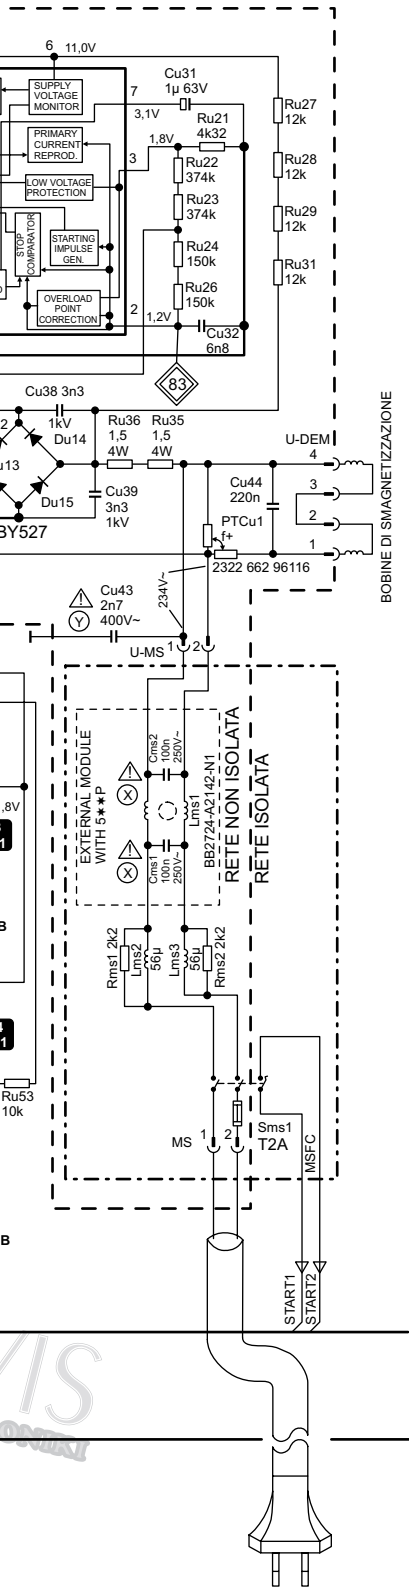 6 11,0V
SUPPLY
VOLTAGE
MONITOR
7
3,1V
Cu31
1µ 63V
PRIMARY
CURRENT
REPROD.
3
1,8V
Ru21
4k32
Ru27
12k
Ru22
374k
Ru28
12k
LOW VOLTAGE
PROTECTION
Ru23
374k
Ru29
12k
STOP
COMPARATOR
STARTING
IMPULSE
GEN.
Ru24
150k
Ru31
12k
Ru26
150k
OVERLOAD
POINT
CORRECTION
2
1,2V
Cu32
6n8
83
Cu38 3n3
1kV
Du14
Ru36
1,5
4W
Ru35
1,5
4W
U-DEM
4
3
2
1
BOBINE DI SMAGNETIZZAZIONE
u13
Du15
BY527
Cu39
3n3
1kV
Cu44
220n
PTCu1
f+
2322 662 96116
234V~
Cu43
2n7
400V~
Y
U-MS 1 2
EXTERNAL MODULE
WITH 5✶✶P
Cms2
100n
250V~
X
Lms1
BB2724-A2142-N1
RETE NON ISOLATA
RETE ISOLATA
Cms1
100n
250V~
X
,8V
1
B
Rms1 2k2
Lms2
56µ
Lms3
56µ
Rms2 2k2
1
Ru53
10k
Sms1
T2A
MS 1 2
MSFC
B
START1
START2
VIS